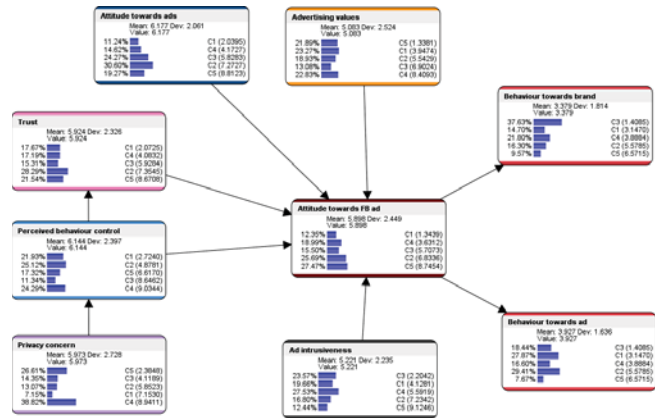 Attitude towards ads
Mean: 6.177 Dev: 2.061
Value: 6.177
11.24% C1 (2.0395)
14.62% C4 (4.1727)
24.27% C3 (5.8283)
30.60% C2 (7.2727)
19.27% C5 (8.8123)
Advertising values
Mean: 5.083 Dev: 2.524
Value: 5.083
21.89% C5 (1.3381)
23.27% C1 (3.9474)
18.93% C2 (5.5429)
13.08% C3 (6.9024)
22.83% C4 (8.4093)
Behaviour towards brand
Mean: 3.379 Dev: 1.814
Value: 3.379
37.63% C3 (1.4085)
14.70% C1 (3.1470)
21.80% C4 (3.8884)
16.30% C2 (5.5785)
9.57% C5 (6.5715)
Trust
Mean: 5.924 Dev: 2.326
Value: 5.924
17.67% C1 (2.0725)
17.19% C4 (4.0832)
15.31% C3 (5.9284)
28.29% C2 (7.3545)
21.54% C5 (8.6708)
Attitude towards FB ad
Mean: 5.898 Dev: 2.449
Value: 5.898
12.35% C1 (1.3439)
18.99% C4 (3.6312)
15.50% C3 (5.7073)
25.69% C2 (6.8336)
27.47% C5 (8.7454)
Perceived behaviour control
Mean: 6.144 Dev: 2.397
Value: 6.144
21.93% C1 (2.7240)
25.12% C2 (4.8781)
17.32% C5 (6.6170)
11.34% C3 (8.6462)
24.29% C4 (9.0344)
Privacy concern
Mean: 5.973 Dev: 2.728
Value: 5.973
26.61% C5 (2.3848)
14.35% C3 (4.1189)
13.07% C2 (5.8523)
7.15% C1 (7.1530)
38.82% C4 (8.9411)
Ad intrusiveness
Mean: 5.221 Dev: 2.235
Value: 5.221
23.57% C3 (2.2042)
19.66% C1 (4.1281)
27.53% C4 (5.5919)
16.80% C2 (7.2342)
12.44% C5 (9.1246)
Behaviour towards ad
Mean: 3.927 Dev: 1.636
Value: 3.927
18.44% C3 (1.4085)
27.87% C1 (3.1470)
16.60% C4 (3.8884)
29.41% C2 (5.5785)
7.67% C5 (6.5715)